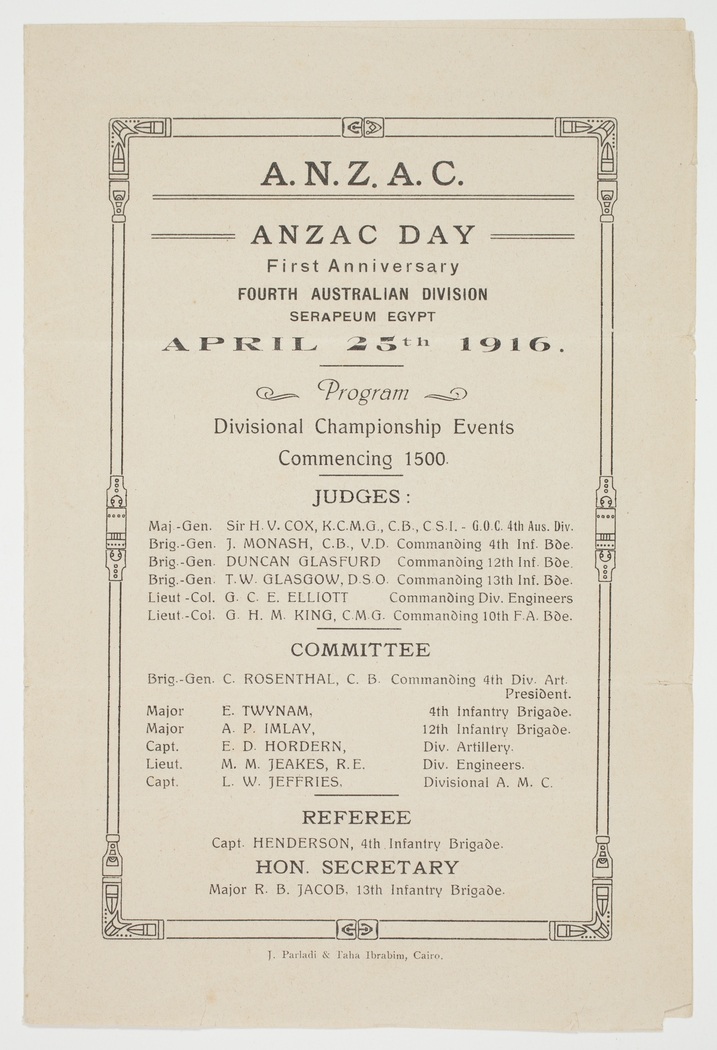 A.N.Z.A.C.
ANZAC DAY
First Anniversary
FOURTH AUSTRALIAN DIVISION
SERAPEUM EGYPT
APRIL 25th 1916.
Program
Divisional Championship Events
Commencing 1500.
JUDGES:
Maj-Gen. Sir H. V. COX, K.C.M.G., C.B., C S.I. - G.O.C. 4th Aus. Div.
Brig.-Gen. J. MONASH, C.B., V.D. Commanding 4th Inf. Bde.
Brig.-Gen. DUNCAN GLASFURD Commanding 12th Inf. Bde.
Brig.-Gen. T.W. GLASGOW, D.S.O. Commanding 13th Inf. Bde.
Lieut-Col. G. C. E. ELLIOTT Commanding Div. Engineers
Lieut.-Col. G. H. M. KING, C.M.G. Commanding 10th F.A. Bde.
COMMITTEE
Brig.-Gen. C. ROSENTHAL, C. B. Commanding 4th Div. Art.
President.
Major E. TWYNAM, 4th Infantry Brigade.
Major A. P. IMLAY, 12th Infantry Brigade.
Capt. E. D. HORDERN, Div. Artillery.
Lieut. M. M. JEAKES, R.E. Div. Engineers.
Capt. L. W. JEFFRIES. Divisional A. M. C.
REFEREE
Capt. HENDERSON, 4th Infantry Brigade.
HON. SECRETARY
Major R. B. JACOB. 13th Infantry Brigade.
J. Parladi & Taha Ibrahim, Cairo.